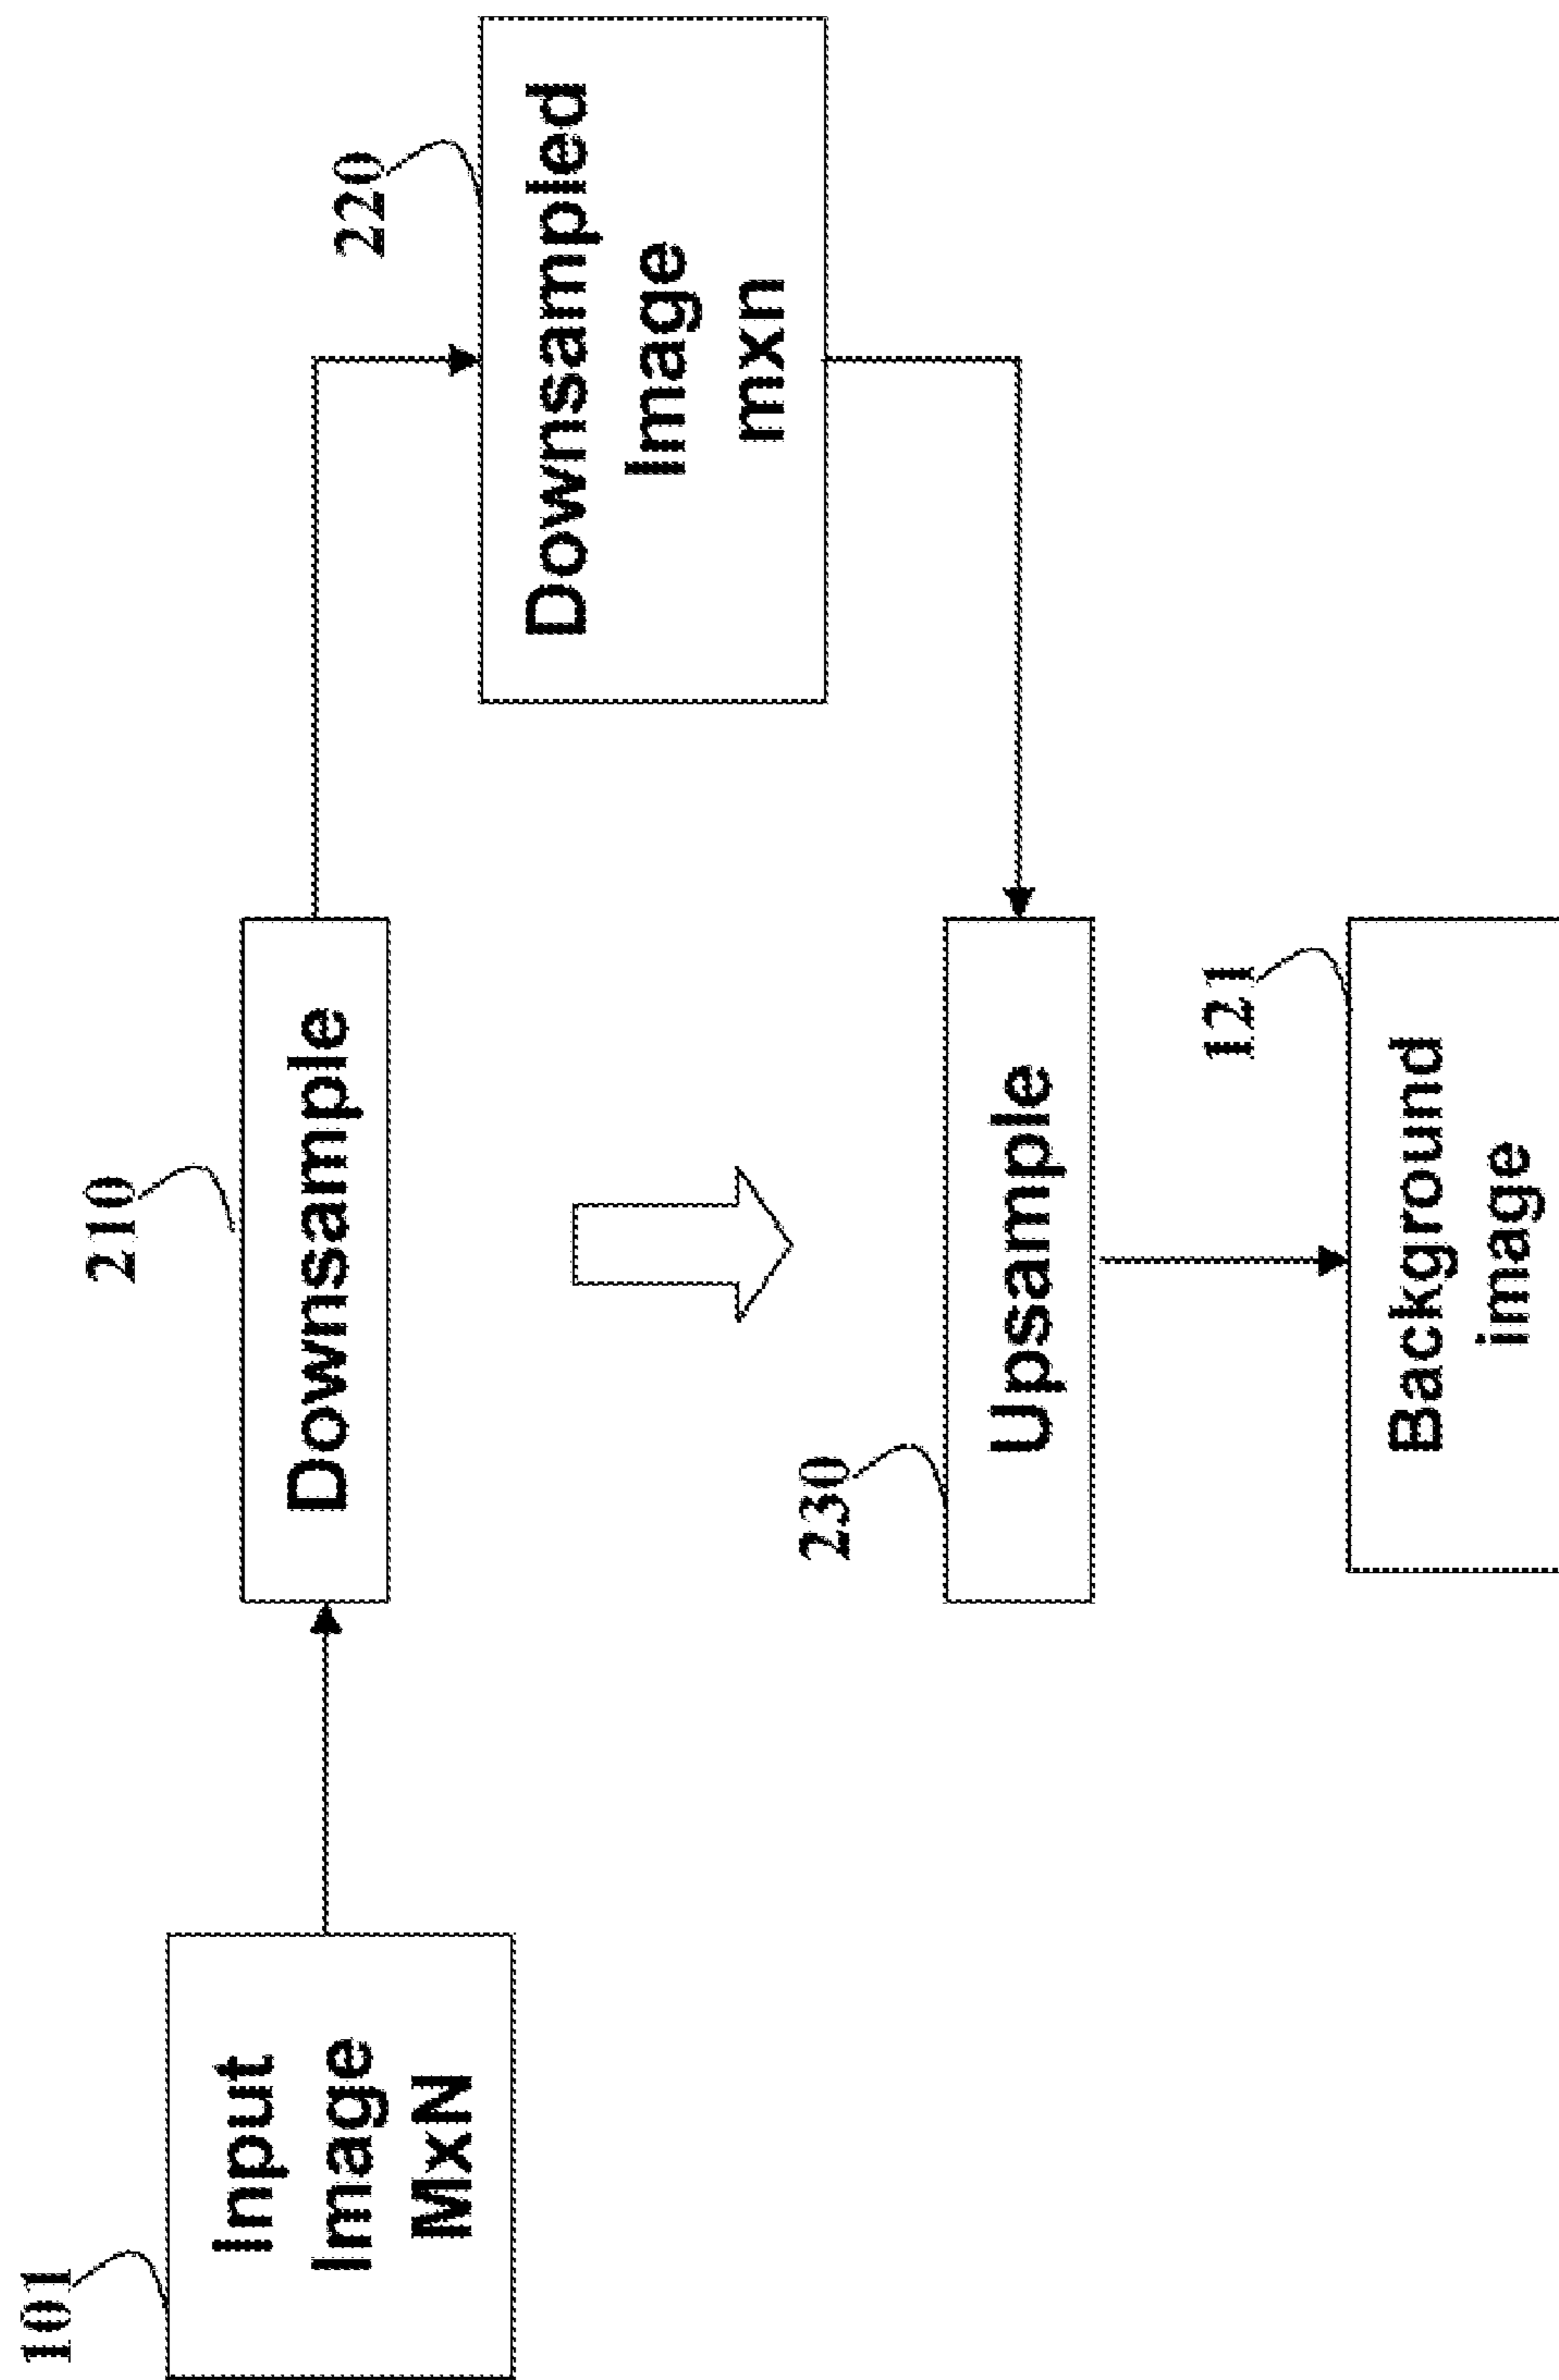 101
Input
Image
MxN
210
Downsample
220
Downsampled
Image
mxn
230
Upsample
121
Background
image